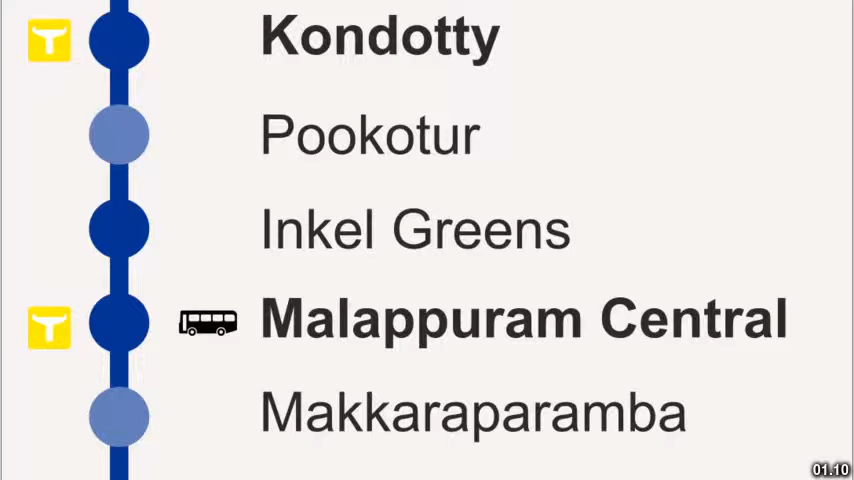 Kondotty
Pookotur
Inkel Greens
Malappuram Central
Makkaraparamba
01.10